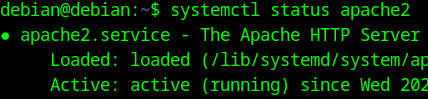 debian@debian:~$ systemctl status apache2
● apache2.service - The Apache HTTP Server
Loaded: loaded (/lib/systemd/system/ap
Active: active (running) since Wed 202